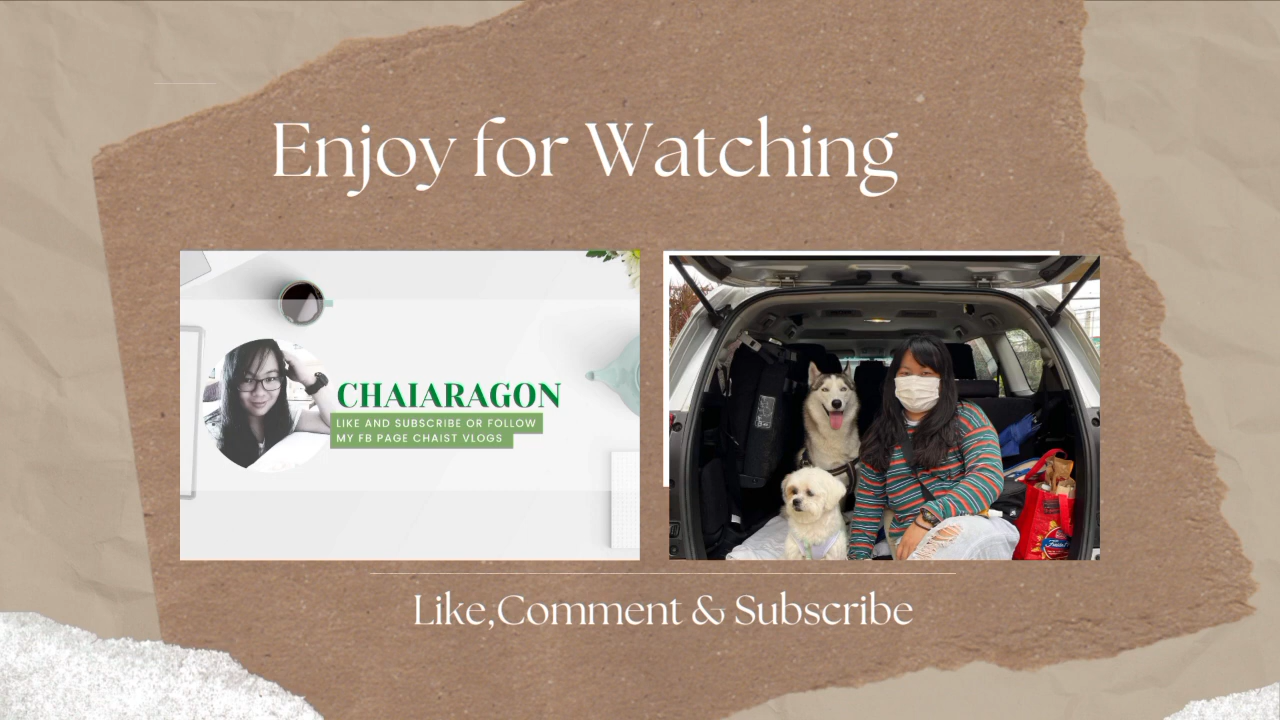 Enjoy for Watching
CHAIARAGON
LIKE AND SUBSCRIBE OR FOLLOW
MY FB PAGE CHAIST VLOGS
Like,Comment & Subscribe